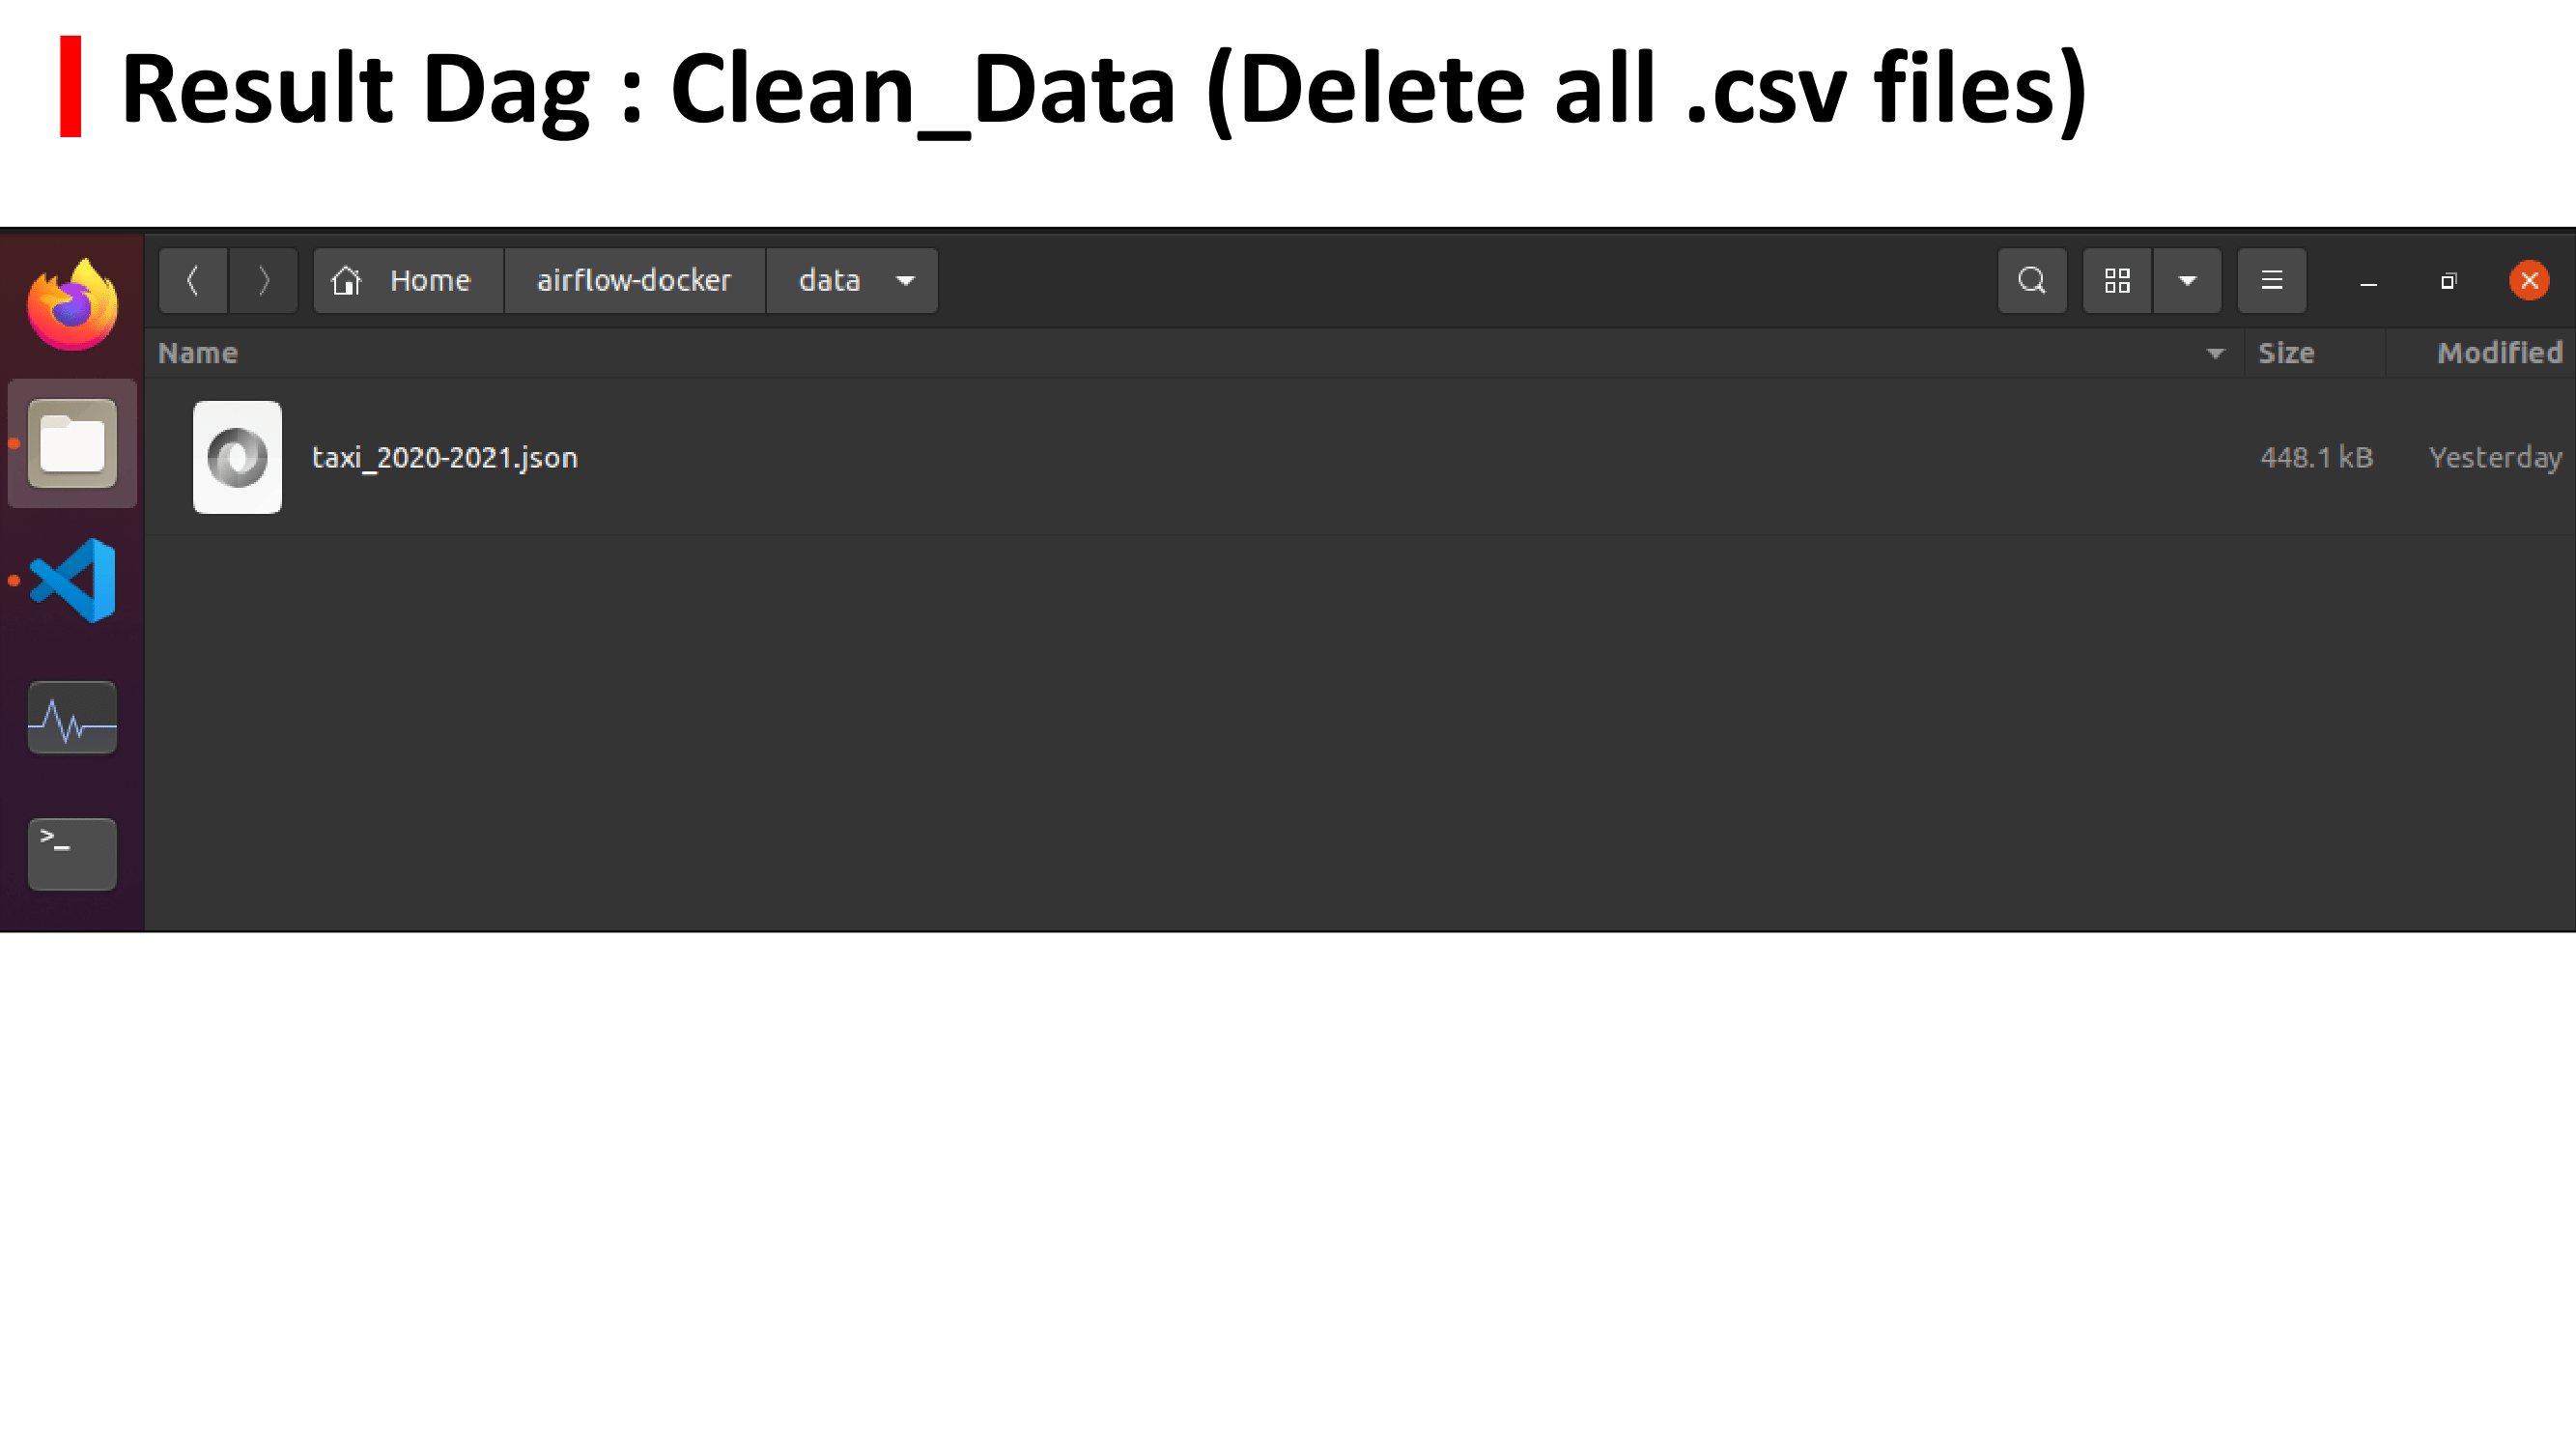 Result Dag : Clean_Data (Delete all .csv files)
Home airflow-docker data
Name Size Modified
taxi_2020-2021.json 448.1 kB Yesterday
>_